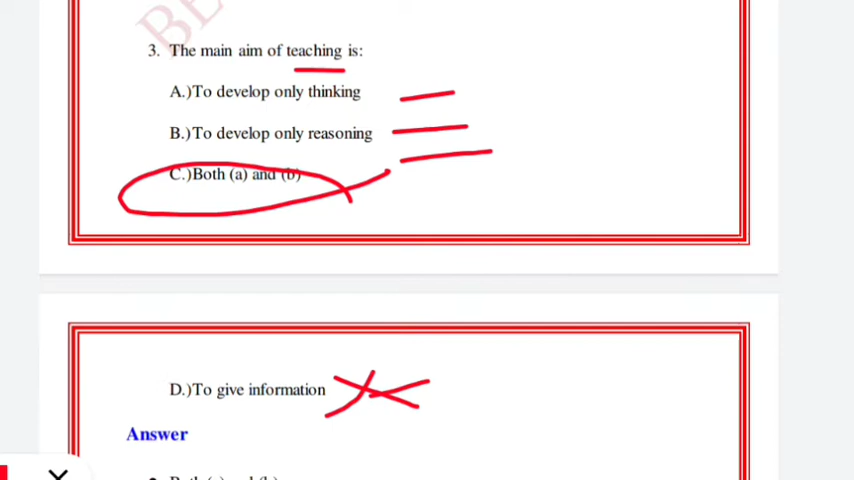 BE
3. The main aim of teaching is:
A.)To develop only thinking
B.)To develop only reasoning
C.)Both (a) and (b)
D.)To give information
Answer